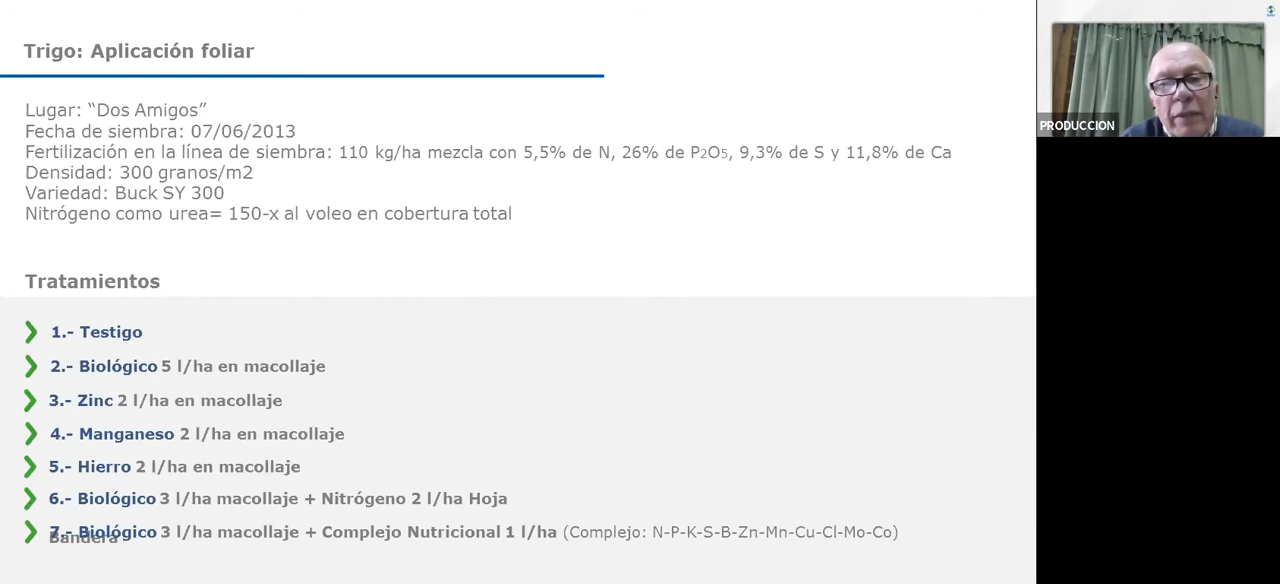 Trigo: Aplicación foliar
Lugar: “Dos Amigos”
Fecha de siembra: 07/06/2013
Fertilización en la línea de siembra: 110 kg/ha mezcla con 5,5% de N, 26% de P2O5, 9,3% de S y 11,8% de Ca
Densidad: 300 granos/m2
Variedad: Buck SY 300
Nitrógeno como urea= 150-x al voleo en cobertura total
Tratamientos
1.- Testigo
2.- Biológico 5 l/ha en macollaje
3.- Zinc 2 l/ha en macollaje
4.- Manganeso 2 l/ha en macollaje
5.- Hierro 2 l/ha en macollaje
6.- Biológico 3 l/ha macollaje + Nitrógeno 2 l/ha Hoja
Bandera
7.- Biológico 3 l/ha macollaje + Complejo Nutricional 1 l/ha (Complejo: N-P-K-S-B-Zn-Mn-Cu-Cl-Mo-Co)
PRODUCCION